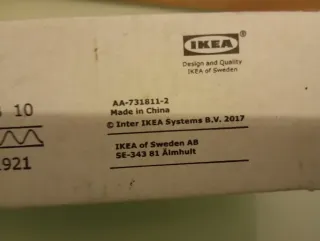 IKEA
Design and Quality
IKEA of Sweden
10
AA-731811-2
Made in China
© Inter IKEA Systems B.V. 2017
921
IKEA of Sweden AB
SE-343 81 Älmhult